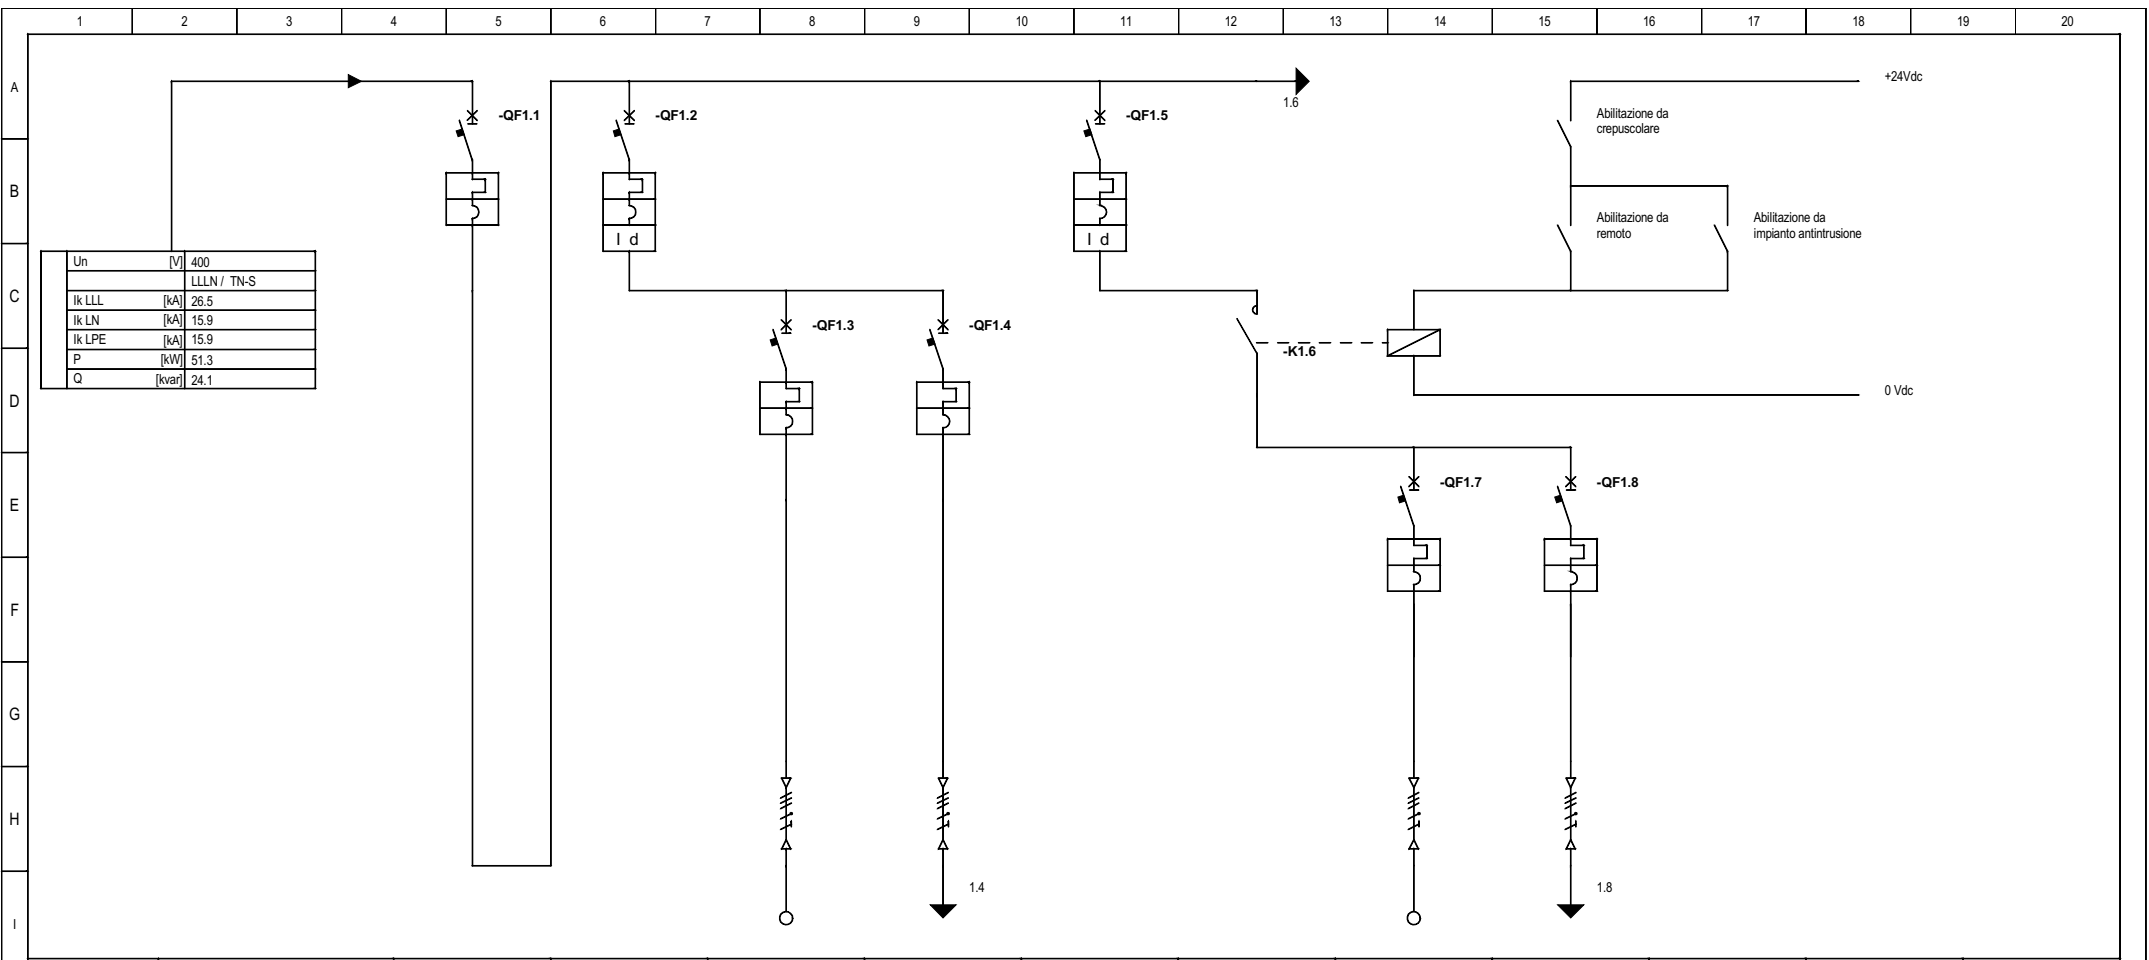 1 2 3 4 5 6 7 8 9 10 11 12 13 14 15 16 17 18 19 20
A
+24Vdc
1.6
-QF1.1
-QF1.2
-QF1.5
Abilitazione da
crepuscolare
B
I d
I d
Abilitazione da
remoto
Abilitazione da
impianto antintrusione
C
Un [V] 400
LLLN / TN-S
Ik LLL [kA] 26.5
Ik LN [kA] 15.9
Ik LPE [kA] 15.9
P [kW] 51.3
Q [kvar] 24.1
-QF1.3
-QF1.4
-K1.6
D
0 Vdc
E
-QF1.7
-QF1.8
F
G
H
1.4
1.8
I